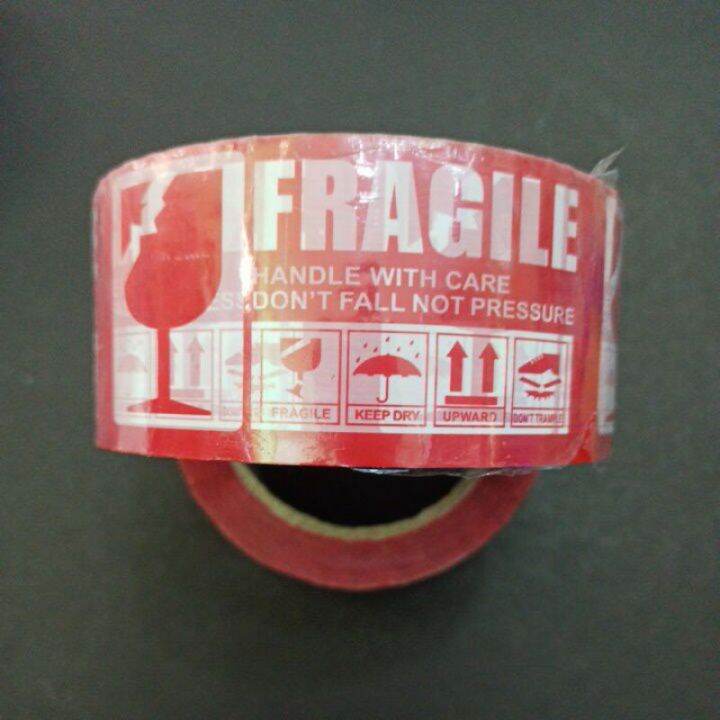 FRAGILE
HANDLE WITH CARE
DON'T FALL NOT PRESSURE
FRAGILE
KEEP DRY
UPWARD
DON'T TRAMPLE